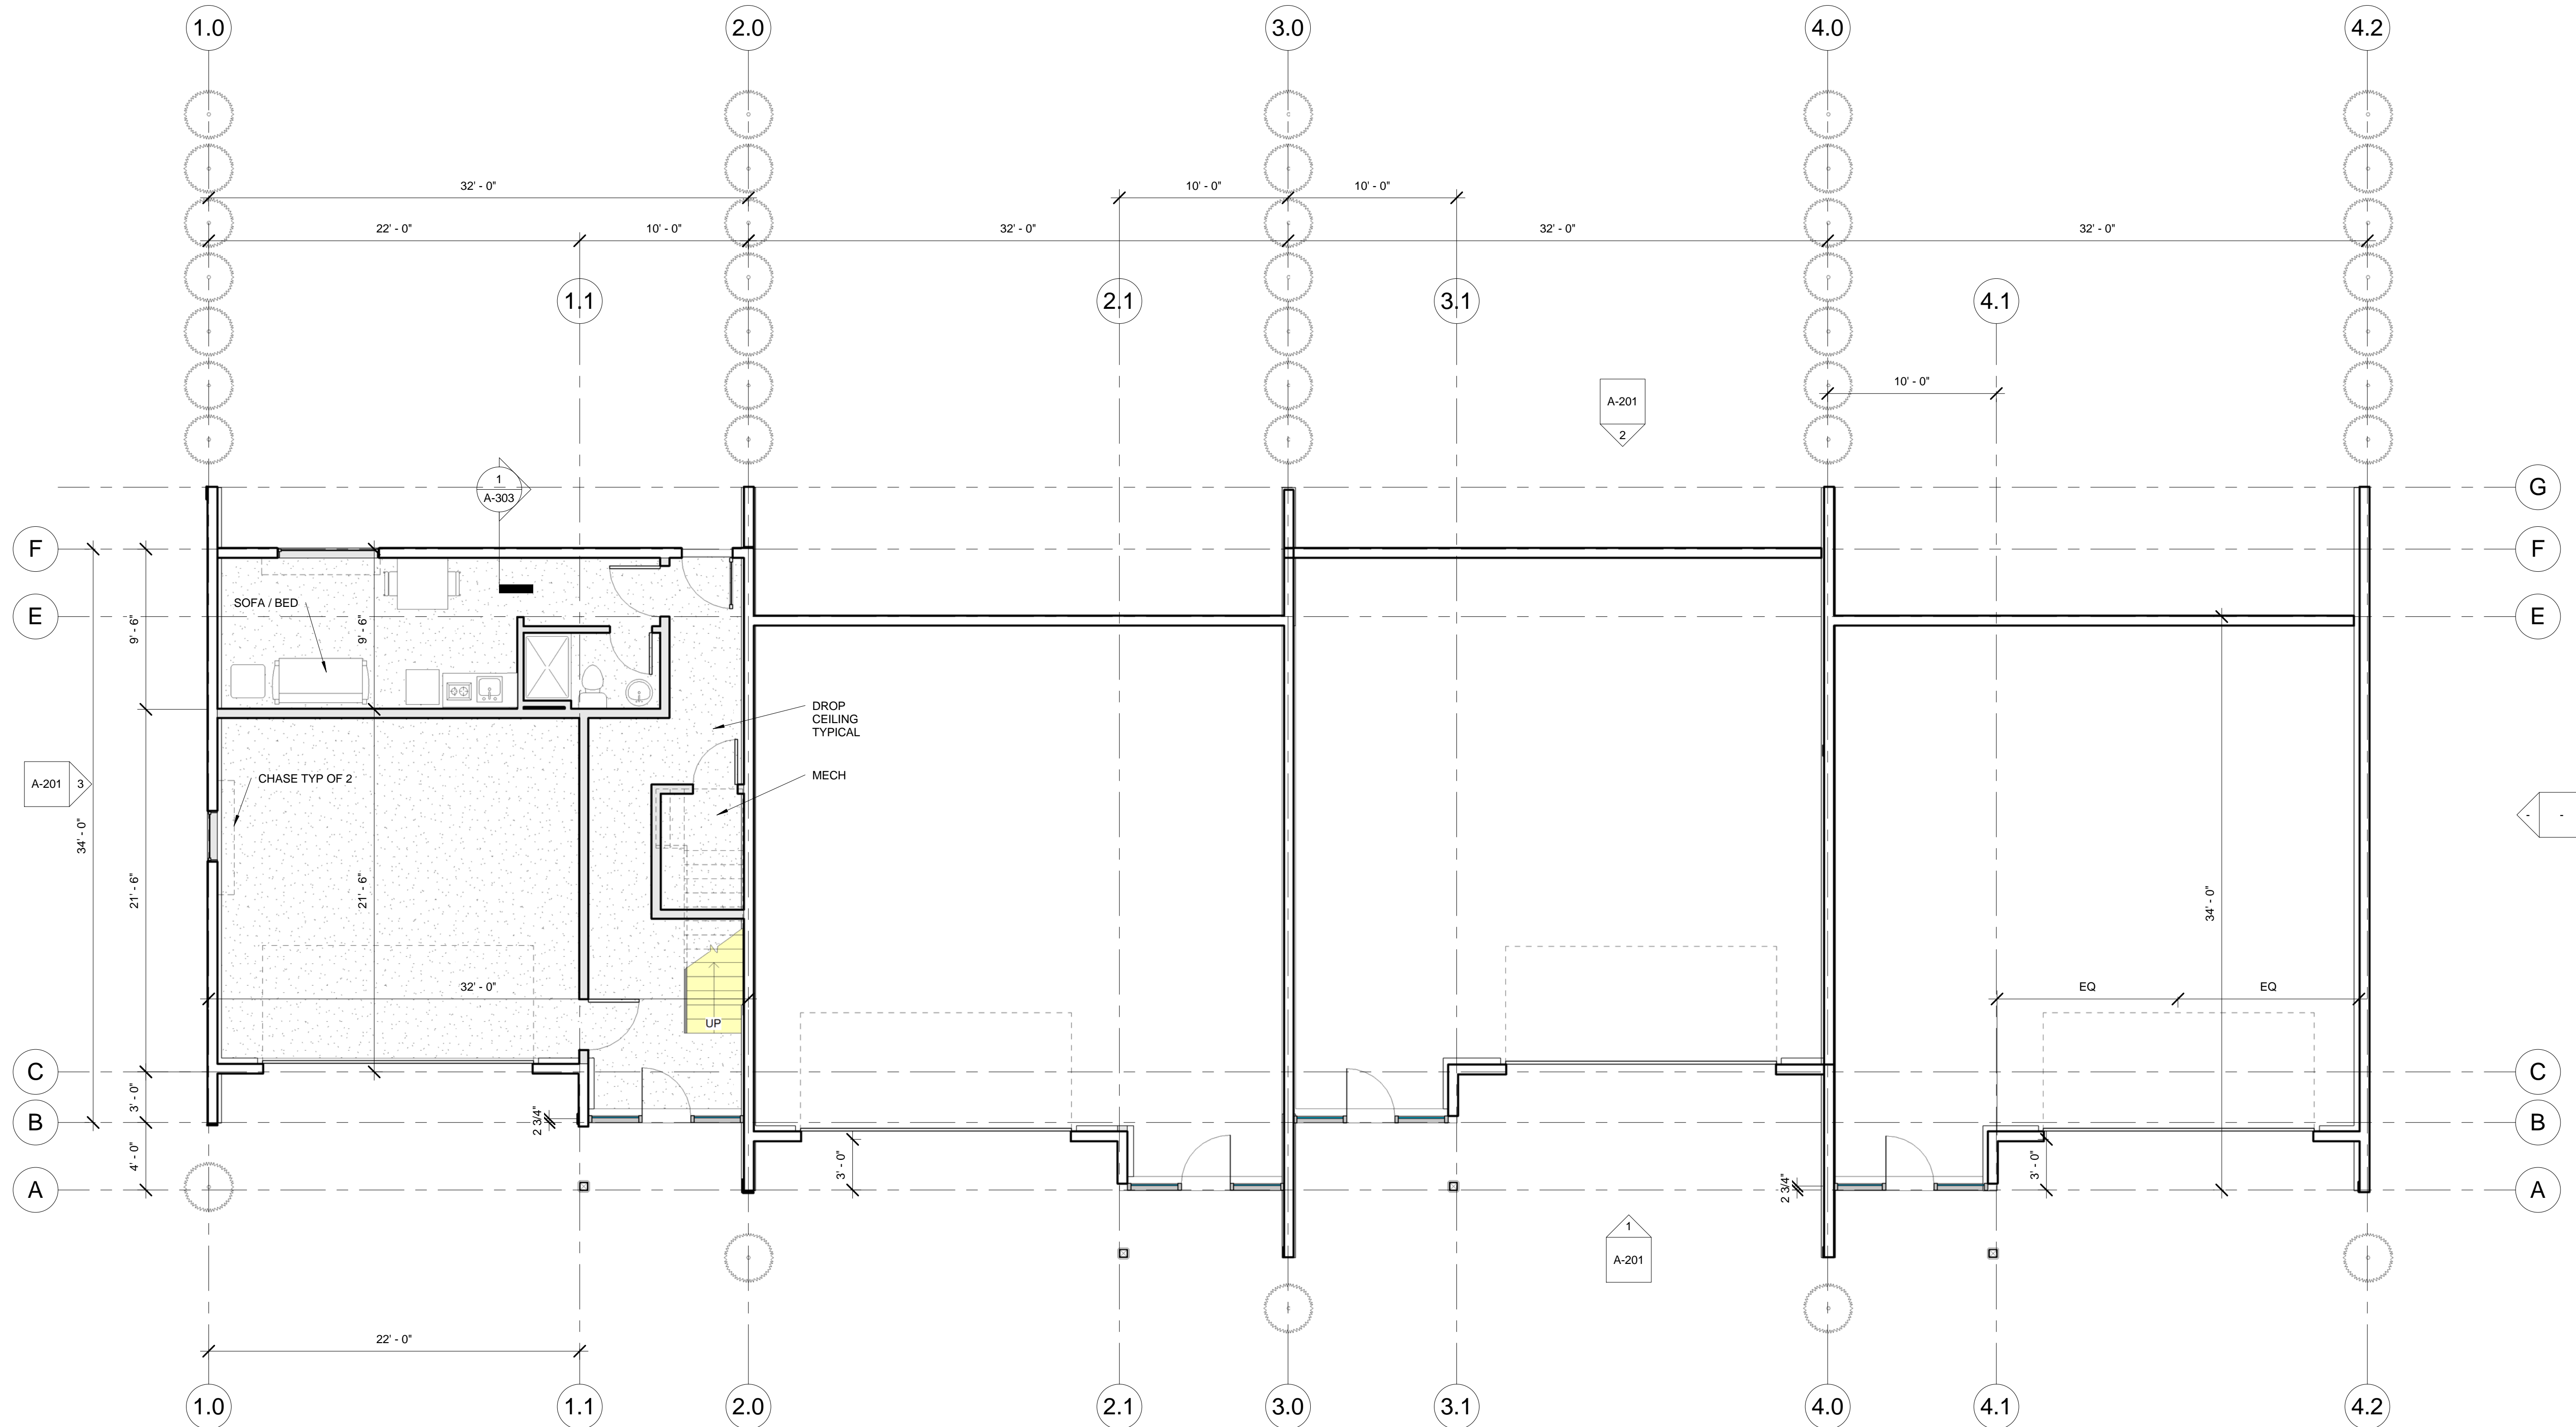 1.0
2.0
3.0
4.0
4.2
32' - 0"
10' - 0"
10' - 0"
22' - 0"
10' - 0"
32' - 0"
32' - 0"
32' - 0"
1.1
2.1
3.1
4.1
10' - 0"
A-201
2
1
A-303
G
F
F
E
E
SOFA / BED
9' - 6"
9' - 6"
DROP
CEILING
TYPICAL
MECH
CHASE TYP OF 2
A-201
3
34' - 0"
21' - 6"
21' - 6"
-
-
34' - 0"
32' - 0"
UP
EQ
EQ
C
C
3' - 0"
2 3/4"
B
B
4' - 0"
3' - 0"
3' - 0"
2 3/4"
A
A
1
A-201
22' - 0"
1.0
1.1
2.0
2.1
3.0
3.1
4.0
4.1
4.2